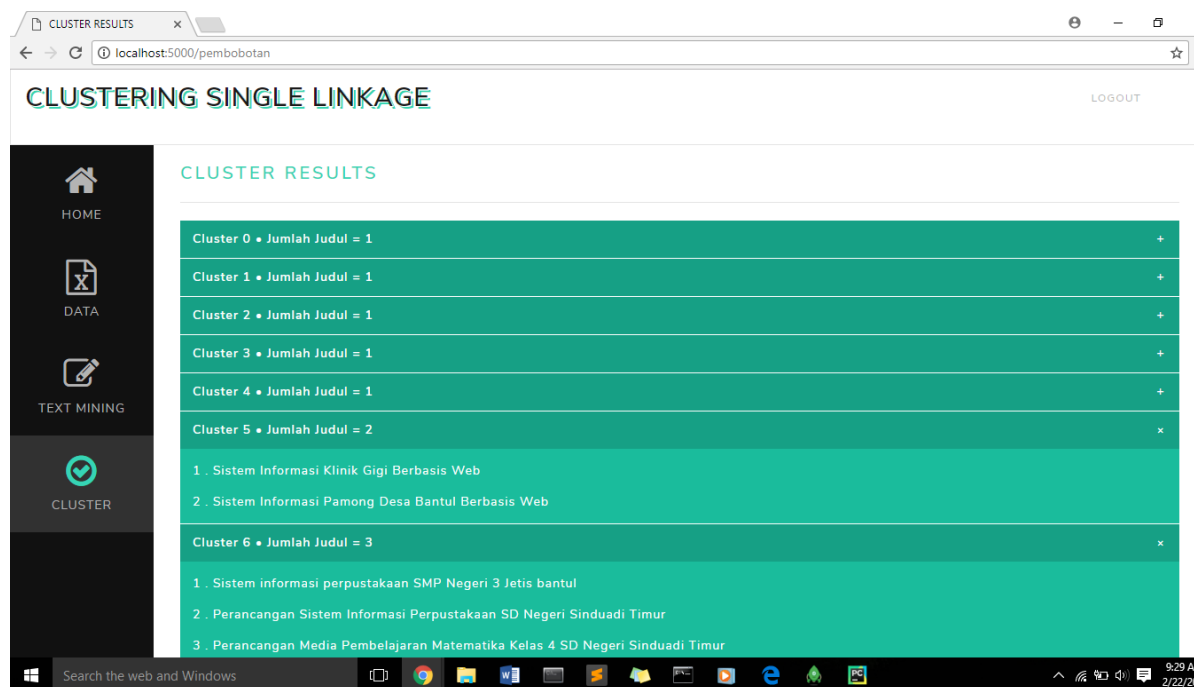 CLUSTER RESULTS
localhost:5000/pembobotan
CLUSTERING SINGLE LINKAGE
LOGOUT
HOME
DATA
TEXT MINING
CLUSTER
CLUSTER RESULTS
Cluster 0 • Jumlah Judul = 1
Cluster 1 • Jumlah Judul = 1
Cluster 2 • Jumlah Judul = 1
Cluster 3 • Jumlah Judul = 1
Cluster 4 • Jumlah Judul = 1
Cluster 5 • Jumlah Judul = 2
1 . Sistem Informasi Klinik Gigi Berbasis Web
2 . Sistem Informasi Pamong Desa Bantul Berbasis Web
Cluster 6 • Jumlah Judul = 3
1 . Sistem informasi perpustakaan SMP Negeri 3 Jetis bantul
2 . Perancangan Sistem Informasi Perpustakaan SD Negeri Sinduadi Timur
3 . Perancangan Media Pembelajaran Matematika Kelas 4 SD Negeri Sinduadi Timur
Search the web and Windows
PC
9:29 A
2/22/20